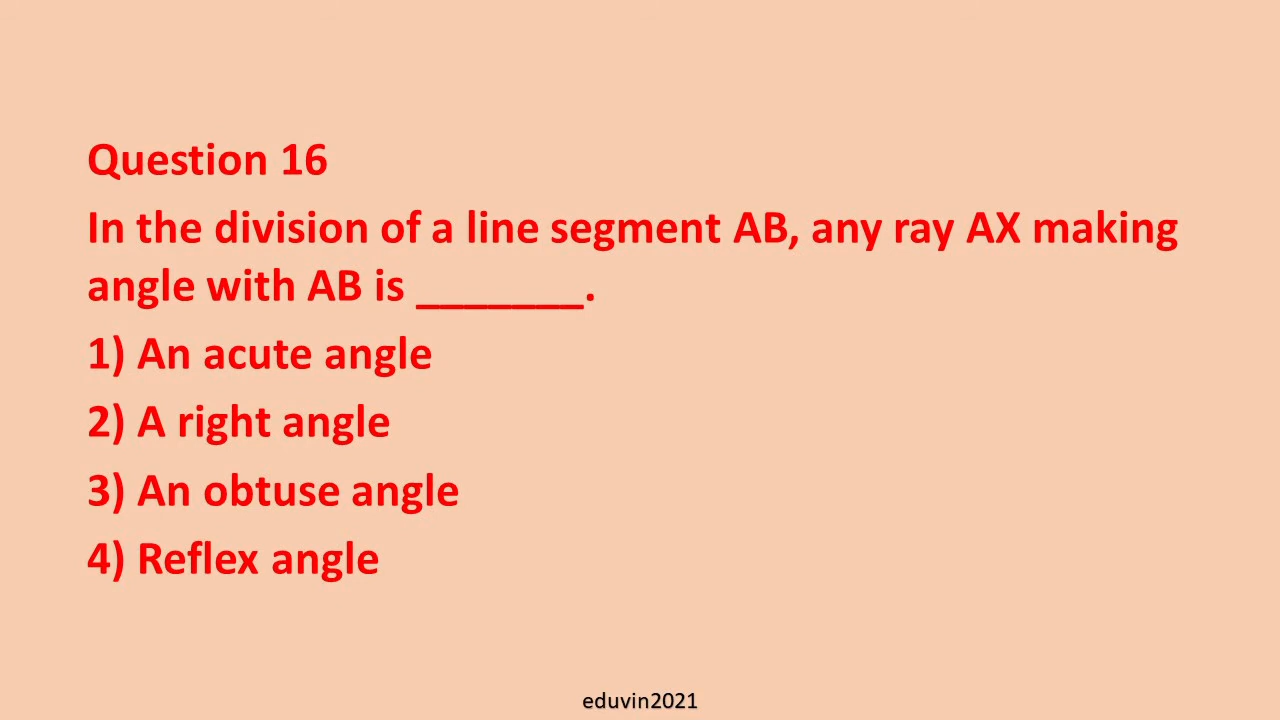 Question 16
In the division of a line segment AB, any ray AX making
angle with AB is _______.
1) An acute angle
2) A right angle
3) An obtuse angle
4) Reflex angle
eduvin2021